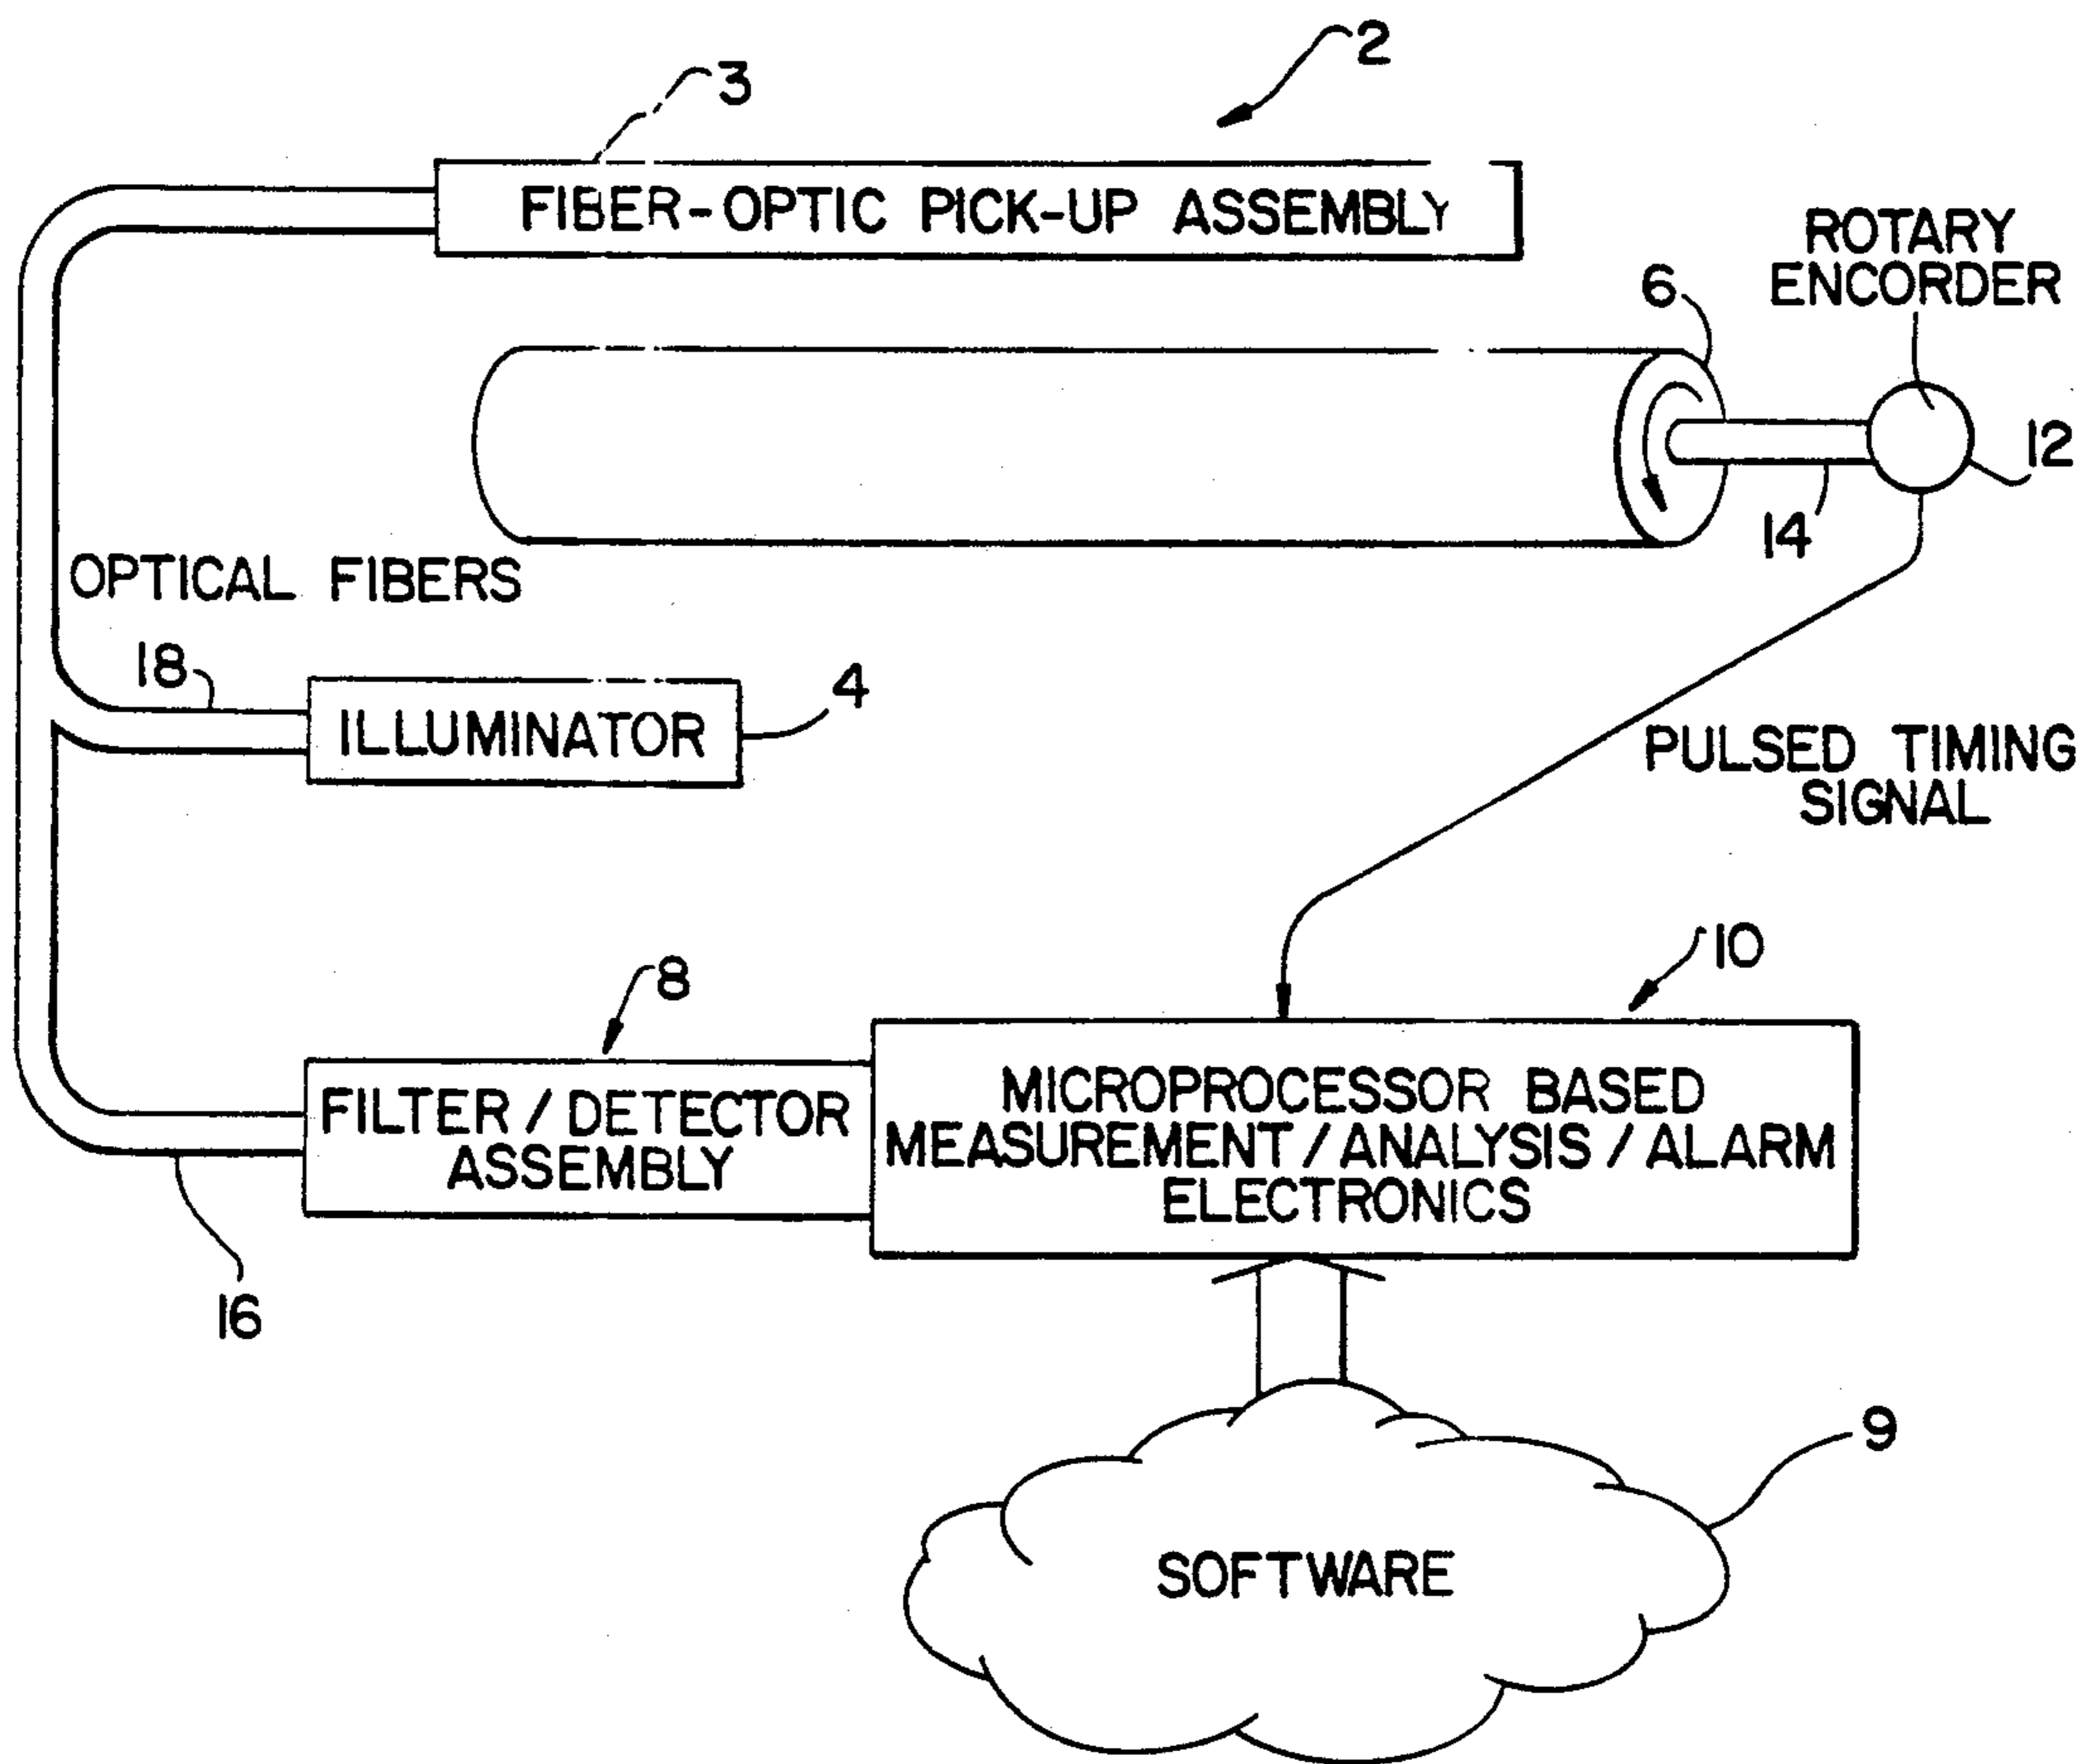 2
3
FIBER-OPTIC PICK-UP ASSEMBLY
ROTARY
ENCORDER
6
12
14
OPTICAL FIBERS
18
ILLUMINATOR
4
PULSED TIMING
SIGNAL
10
8
FILTER/DETECTOR
ASSEMBLY
MICROPROCESSOR BASED
MEASUREMENT/ANALYSIS/ALARM
ELECTRONICS
16
9
SOFTWARE